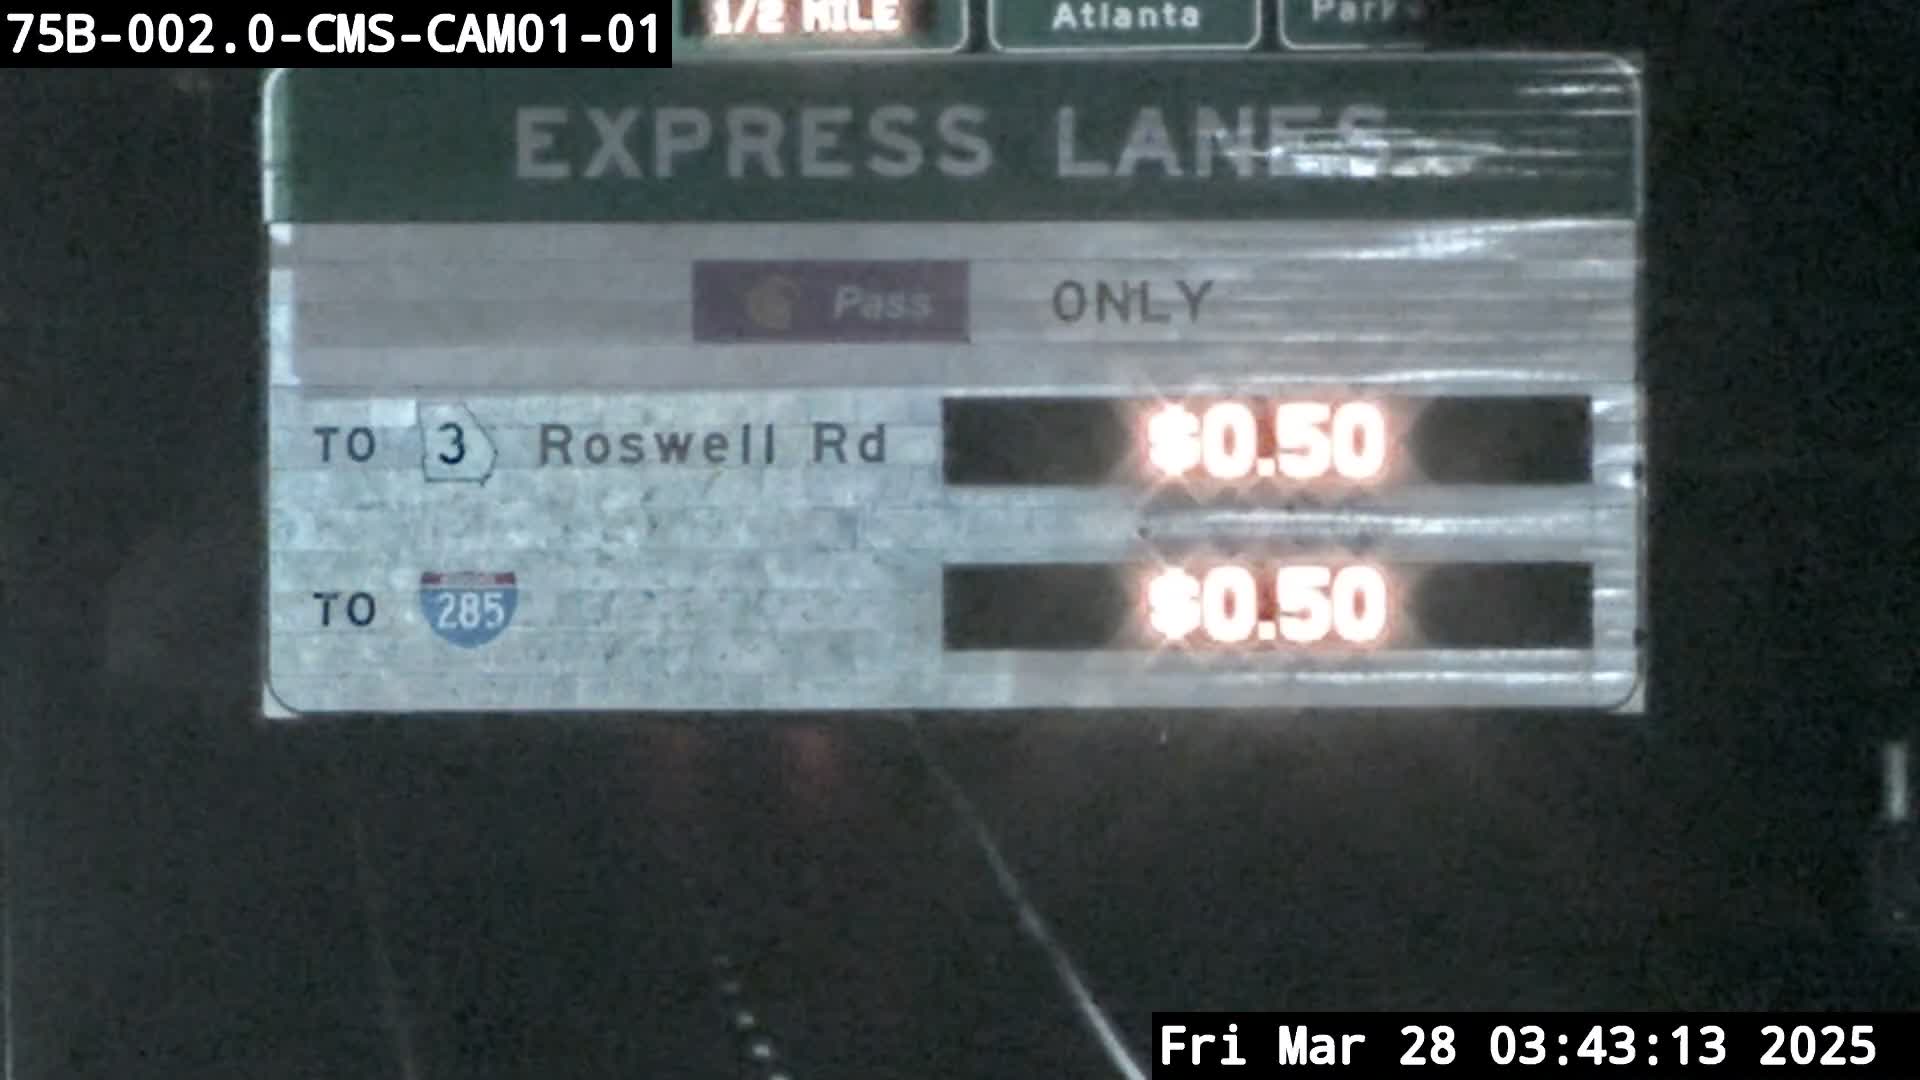 75B-002.0-CMS-CAM01-01
1/2 MILE
Atlanta
EXPRESS LANES
Pass ONLY
TO 3 Roswell Rd $0.50
TO 285 $0.50
Fri Mar 28 03:43:13 2025